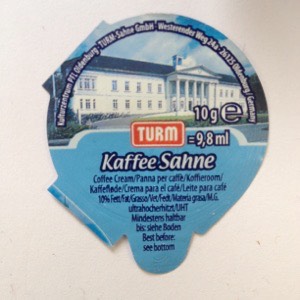 Kulturzentrum PFL Oldenburg · TURM-Sahne GmbH · Westerender Weg 24a · 26125 Oldenburg / Germany
10g ℮
TURM
=9,8 ml
Kaffee Sahne
Coffee Cream/Panna per caffè/Koffieroom/
Kaffefløde/Crema para el café/Leite para café
10% Fett/Fat/Grasso/Vet/Fedt/Materia grasa/M.G.
ultrahocherhitzt/UHT
Mindestens haltbar
bis: siehe Boden
Best before:
see bottom